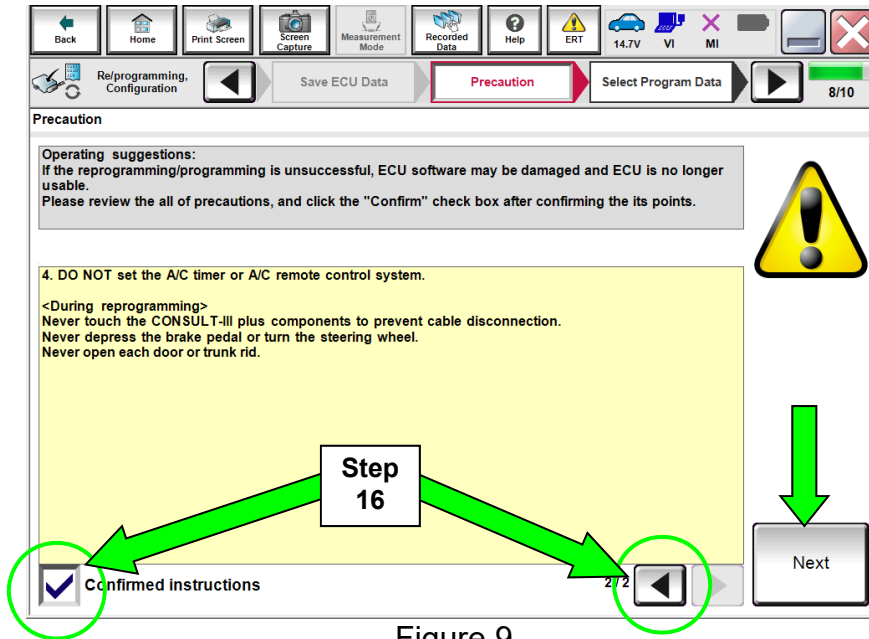 Back
Home
Print Screen
Screen
Capture
Measurement
Mode
Recorded
Data
Help
ERT
14.7V
VI
MI
Re/programming,
Configuration
Save ECU Data
Precaution
Select Program Data
8/10
Precaution
Operating suggestions:
If the reprogramming/programming is unsuccessful, ECU software may be damaged and ECU is no longer
usable.
Please review the all of precautions, and click the "Confirm" check box after confirming the its points.
4. DO NOT set the A/C timer or A/C remote control system.
<During reprogramming>
Never touch the CONSULT-III plus components to prevent cable disconnection.
Never depress the brake pedal or turn the steering wheel.
Never open each door or trunk rid.
Step
16
Confirmed instructions
2/2
Next
Figure 9